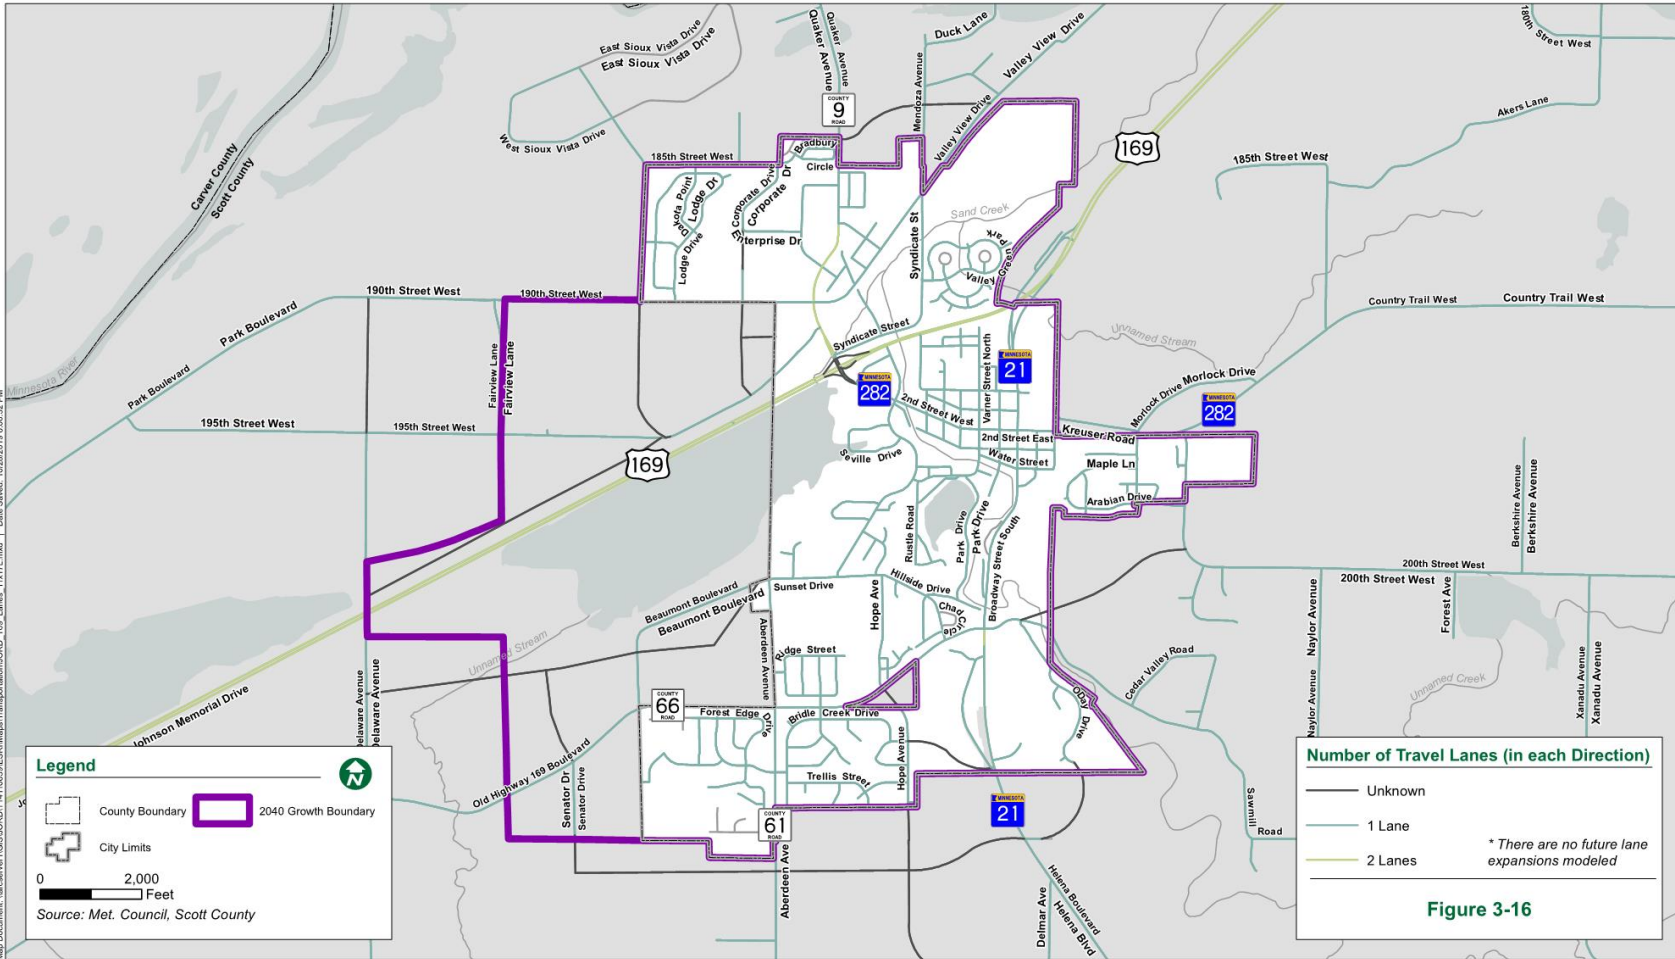 East Sioux Vista Drive
East Sioux Vista Drive
West Sioux Vista Drive
Quaker Avenue
Quaker Avenue
COUNTY
9
ROAD
Duck Lane
Mendoza Avenue
Valley View Drive
Valley View Drive
180th Street West
Akers Lane
169
185th Street West
Carver County
Scott County
185th Street West
Bradbury
Circle
Dakota Point
Lodge Dr
Lodge Drive
Corporate Drive
Corporate
Dr
Enterprise Dr
Syndicate St
Sand Creek
Park
Valley
Green
190th Street West
190th Street West
Park Boulevard
Park Boulevard
Minnesota River
Country Trail West
Country Trail West
Unnamed Stream
Syndicate Street
Fairview Lane
Fairview Lane
Varner Street North
MINNESOTA
21
MINNESOTA
282
Morlock Drive
Morlock Drive
MINNESOTA
282
195th Street West
195th Street West
2nd Street West
2nd Street East
Kreuser Road
Water Street
Seville Drive
Maple Ln
Arabian Drive
169
Rustle Road
Park Drive
Park Drive
Broadway Street South
Berkshire Avenue
Berkshire Avenue
200th Street West
200th Street West
Beaumont Boulevard
Beaumont Boulevard
Sunset Drive
Hope Ave
Hillside Drive
Chad
Circle
Aberdeen Avenue
Naylor Avenue
Naylor Avenue
Forest Ave
Unnamed Stream
Ridge Street
Cedar Valley Road
Unnamed Creek
Xanadu Avenue
Xanadu Avenue
Johnson Memorial Drive
Delaware Avenue
Delaware Avenue
COUNTY
66
ROAD
Forest Edge
Drive
Bridle Creek Drive
ODay Drive
Old Highway 169 Boulevard
Senator Dr
Senator Drive
Trellis Street
Hope Avenue
COUNTY
61
ROAD
MINNESOTA
21
Aberdeen Ave
Sawmill
Road
Helena Boulevard
Helena Blvd
Delmar Ave
Legend
N
County Boundary
2040 Growth Boundary
City Limits
0 2,000
Feet
Source: Met. Council, Scott County
Number of Travel Lanes (in each Direction)
Unknown
1 Lane
2 Lanes
* There are no future lane
expansions modeled
Figure 3-16